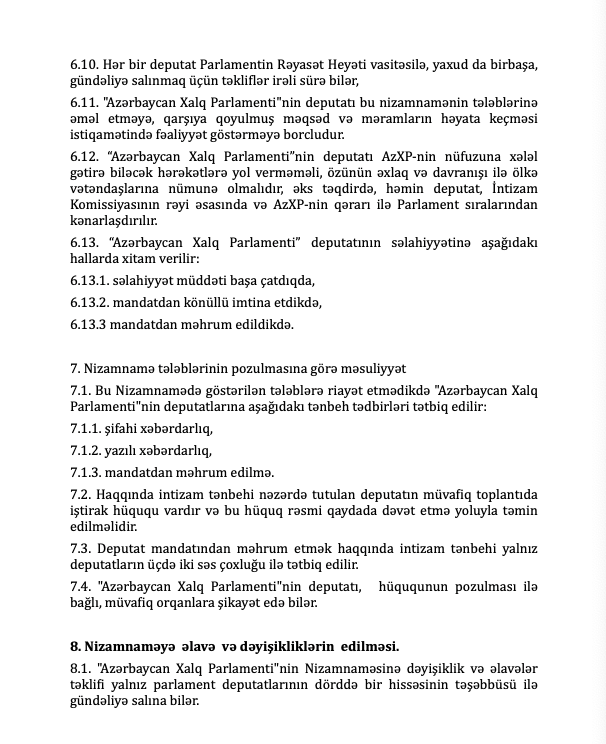 6.10. Hər bir deputat Parlamentin Rəyasət Heyəti vasitəsilə, yaxud da birbaşa,
gündəliyə salınmaq üçün təkliflər irəli sürə bilər,
6.11. "Azərbaycan Xalq Parlamenti"nin deputatı bu nizamnamənin tələblərinə
əməl etməyə, qarşıya qoyulmuş məqsəd və məramların həyata keçməsi
istiqamətində fəaliyyət göstərməyə borcludur.
6.12. “Azərbaycan Xalq Parlamenti”nin deputatı AzXP-nin nüfuzuna xələl
gətirə biləcək hərəkətlərə yol verməməli, özünün əxlaq və davranışı ilə ölkə
vətəndaşlarına nümunə olmalıdır, əks təqdirdə, həmin deputat, İntizam
Komissiyasının rəyi əsasında və AzXP-nin qərarı ilə Parlament sıralarından
kənarlaşdırılır.
6.13. “Azərbaycan Xalq Parlamenti” deputatının səlahiyyətinə aşağıdakı
hallarda xitam verilir:
6.13.1. səlahiyyət müddəti başa çatdıqda,
6.13.2. mandatdan könüllü imtina etdikdə,
6.13.3 mandatdan məhrum edildikdə.
7. Nizamnamə tələblərinin pozulmasına görə məsuliyyət
7.1. Bu Nizamnamədə göstərilən tələblərə riayət etmədikdə "Azərbaycan Xalq
Parlamenti"nin deputatlarına aşağıdakı tənbeh tədbirləri tətbiq edilir:
7.1.1. şifahi xəbərdarlıq,
7.1.2. yazılı xəbərdarlıq,
7.1.3. mandatdan məhrum edilmə.
7.2. Haqqında intizam tənbehi nəzərdə tutulan deputatın müvafiq toplantıda
iştirak hüququ vardır və bu hüquq rəsmi qaydada dəvət etmə yoluyla təmin
edilməlidir.
7.3. Deputat mandatından məhrum etmək haqqında intizam tənbehi yalnız
deputatların üçdə iki səs çoxluğu ilə tətbiq edilir.
7.4. "Azərbaycan Xalq Parlamenti"nin deputatı, hüququnun pozulması ilə
bağlı, müvafiq orqanlara şikayət edə bilər.
8. Nizamnaməyə əlavə və dəyişikliklərin edilməsi.
8.1. "Azərbaycan Xalq Parlamenti"nin Nizamnaməsinə dəyişiklik və əlavələr
təklifi yalnız parlament deputatlarının dörddə bir hissəsinin təşəbbüsü ilə
gündəliyə salına bilər.